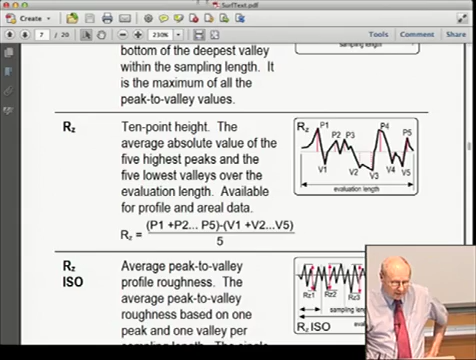 SurfText.pdf
Create
7 / 20
230%
Tools
Comment
bottom of the deepest valley
within the sampling length. It
is the maximum of all the
peak-to-valley values.
sampling length
Rz
Ten-point height. The
average absolute value of the
five highest peaks and the
five lowest valleys over the
evaluation length. Available
for profile and areal data.
Rz = (P1 +P2... P5)-(V1 +V2...V5)
5
Rz
P1
P2
P3
P4
P5
V1
V2
V3
V4
V5
evaluation length
Rz
ISO
Average peak-to-valley
profile roughness. The
average peak-to-valley
roughness based on one
peak and one valley per
sampling length. The single
Rz1
Rz2
Rz3
sampling
Rz ISO